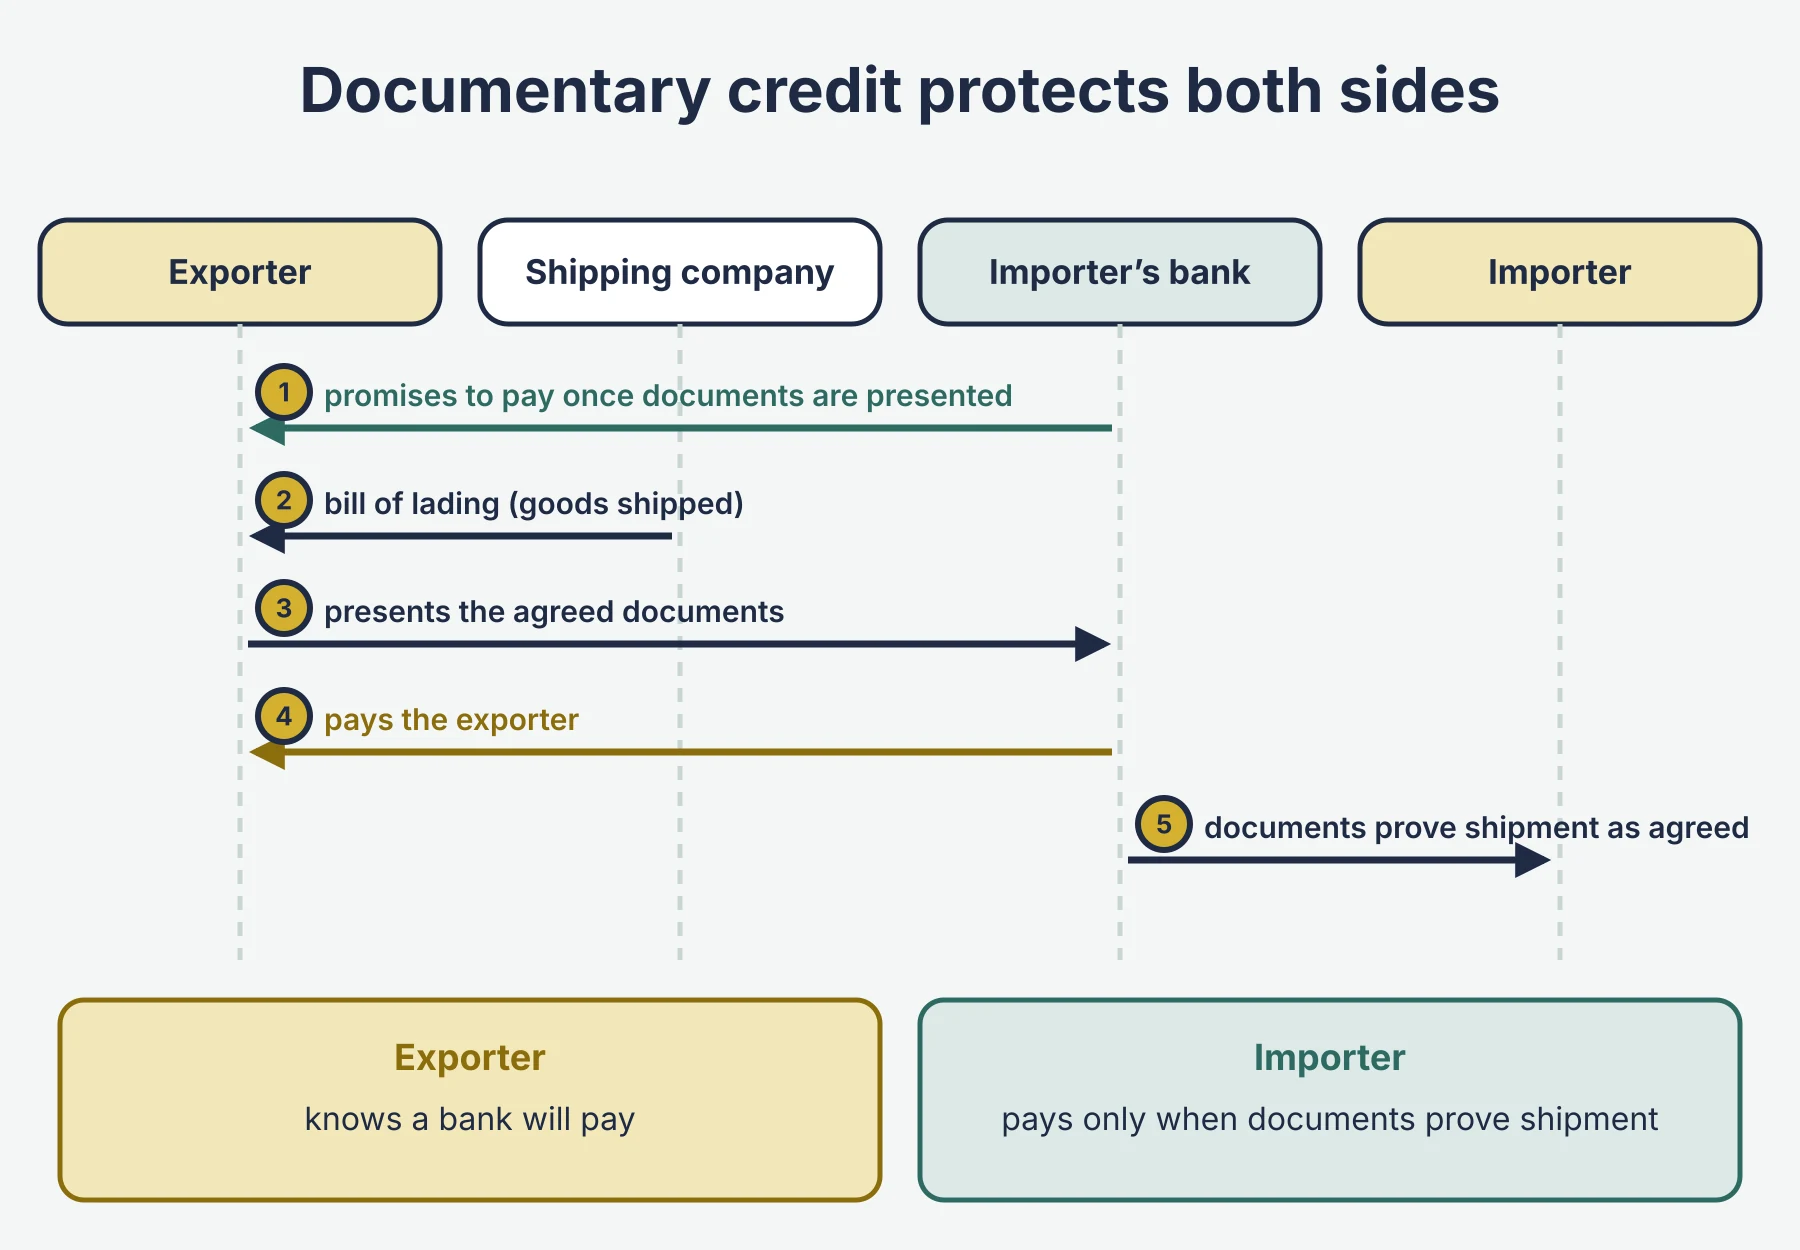 Documentary credit protects both sides
Exporter
Shipping company
Importer’s bank
Importer
1 promises to pay once documents are presented
2 bill of lading (goods shipped)
3 presents the agreed documents
4 pays the exporter
5 documents prove shipment as agreed
Exporter
knows a bank will pay
Importer
pays only when documents prove shipment